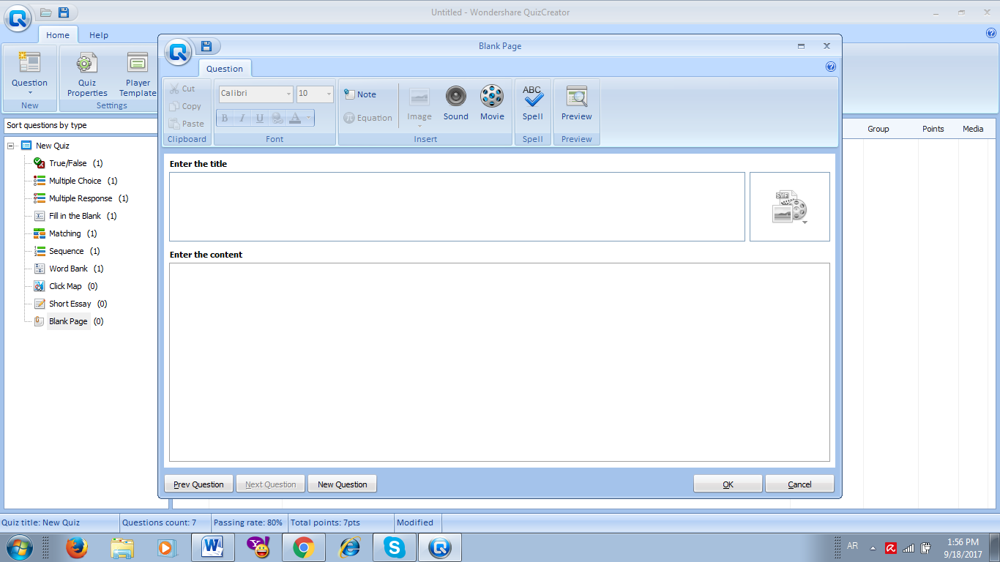 Untitled - Wondershare QuizCreator
Home Help
Question
New
Quiz Properties
Player Template
Settings
Sort questions by type
New Quiz
True/False (1)
Multiple Choice (1)
Multiple Response (1)
Fill in the Blank (1)
Matching (1)
Sequence (1)
Word Bank (1)
Click Map (0)
Short Essay (0)
Blank Page (0)
Group Points Media
Blank Page
Question
Cut
Copy
Paste
Clipboard
Calibri 10
B I U A
Font
Note
Equation
Image Sound Movie
Insert
ABC
Spell
Spell
Preview
Preview
Enter the title
SWF
Enter the content
Prev Question Next Question New Question OK Cancel
Quiz title: New Quiz Questions count: 7 Passing rate: 80% Total points: 7pts Modified
AR
1:56 PM
9/18/2017